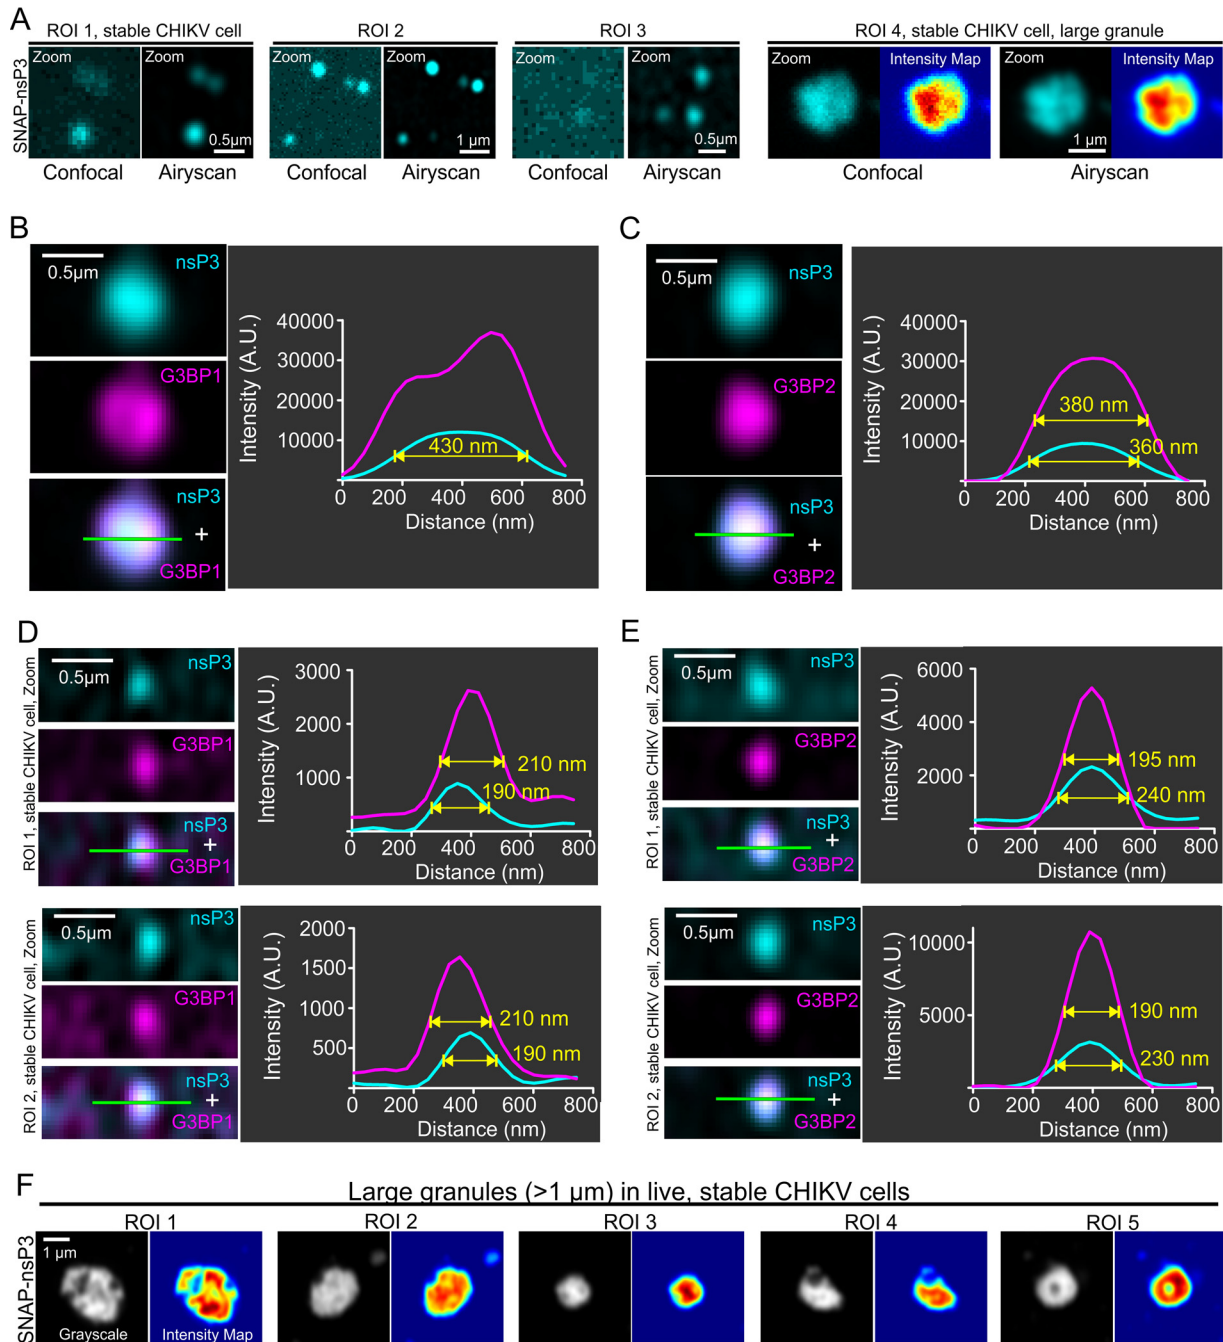 A
ROI 1, stable CHIKV cell
ROI 2
ROI 3
ROI 4, stable CHIKV cell, large granule
SNAP-nsP3
Zoom
Zoom
0.5µm
Zoom
Zoom
1 µm
Zoom
Zoom
0.5µm
Zoom
Intensity Map
Zoom
Intensity Map
1 µm
Confocal
Airyscan
Confocal
Airyscan
Confocal
Airyscan
Confocal
Airyscan
B
0.5µm
nsP3
G3BP1
nsP3
+
G3BP1
Intensity (A.U.)
40000
30000
20000
10000
430 nm
0
200
400
600
800
Distance (nm)
C
0.5µm
nsP3
G3BP2
nsP3
+
G3BP2
Intensity (A.U.)
40000
30000
20000
10000
380 nm
360 nm
0
200
400
600
800
Distance (nm)
D
ROI 1, stable CHIKV cell, Zoom
0.5µm
nsP3
G3BP1
nsP3
+
G3BP1
Intensity (A.U.)
3000
2000
1000
210 nm
190 nm
0
200
400
600
800
Distance (nm)
ROI 2, stable CHIKV cell, Zoom
0.5µm
nsP3
G3BP1
nsP3
+
G3BP1
Intensity (A.U.)
2000
1500
1000
500
210 nm
190 nm
0
200
400
600
800
Distance (nm)
E
ROI 1, stable CHIKV cell, Zoom
0.5µm
nsP3
G3BP2
nsP3
+
G3BP2
Intensity (A.U.)
6000
4000
2000
195 nm
240 nm
0
200
400
600
800
Distance (nm)
ROI 2, stable CHIKV cell, Zoom
0.5µm
nsP3
G3BP2
nsP3
+
G3BP2
Intensity (A.U.)
10000
5000
190 nm
230 nm
0
200
400
600
800
Distance (nm)
F
Large granules (>1 µm) in live, stable CHIKV cells
ROI 1
ROI 2
ROI 3
ROI 4
ROI 5
SNAP-nsP3
1 µm
Grayscale
Intensity Map